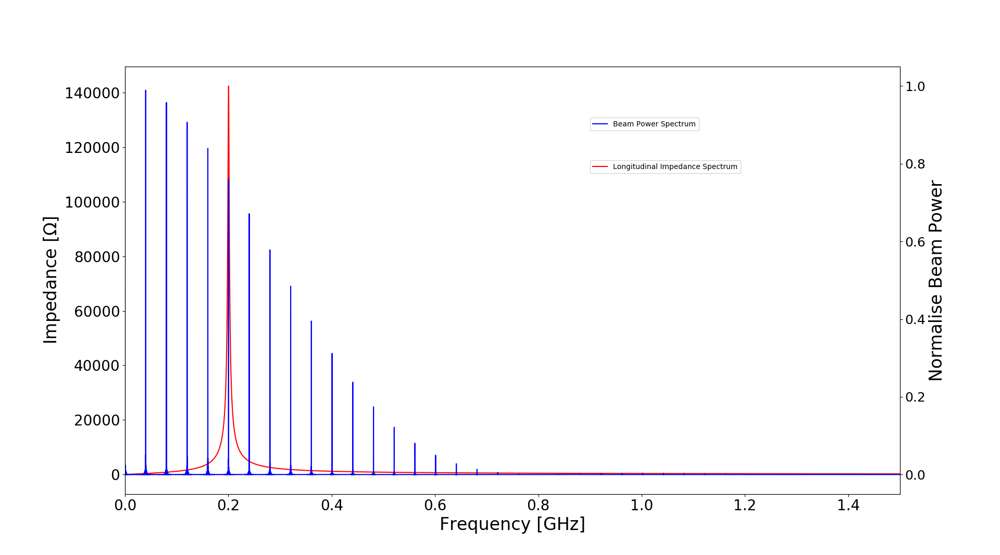 140000
120000
100000
80000
60000
40000
20000
0
Impedance [Ω]
Beam Power Spectrum
Longitudinal Impedance Spectrum
1.0
0.8
0.6
0.4
0.2
0.0
Normalise Beam Power
0.0 0.2 0.4 0.6 0.8 1.0 1.2 1.4
Frequency [GHz]